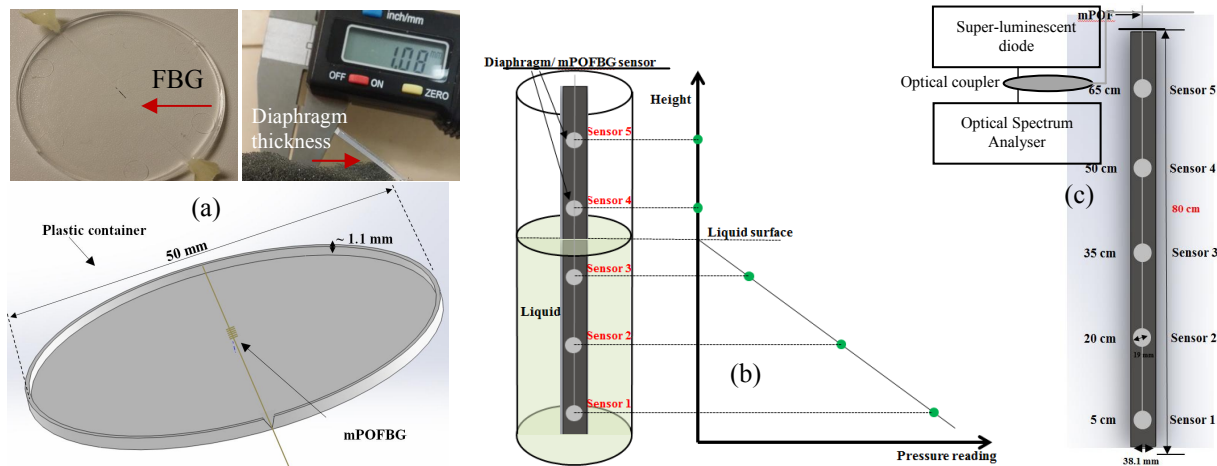 FBG
Diaphragm
thickness
inch/mm
1.08
OFF
ON
ZERO
(a)
Plastic container
50 mm
~ 1.1 mm
mPOFBG
Diaphragm/ mPOFBG sensor
Height
Sensor 5
Sensor 4
Liquid surface
Sensor 3
Liquid
Sensor 2
Sensor 1
(b)
Pressure reading
mPOF
Super-luminescent
diode
Optical coupler
Optical Spectrum
Analyser
(c)
65 cm
Sensor 5
50 cm
Sensor 4
80 cm
35 cm
Sensor 3
20 cm
Sensor 2
19 mm
5 cm
Sensor 1
38.1 mm